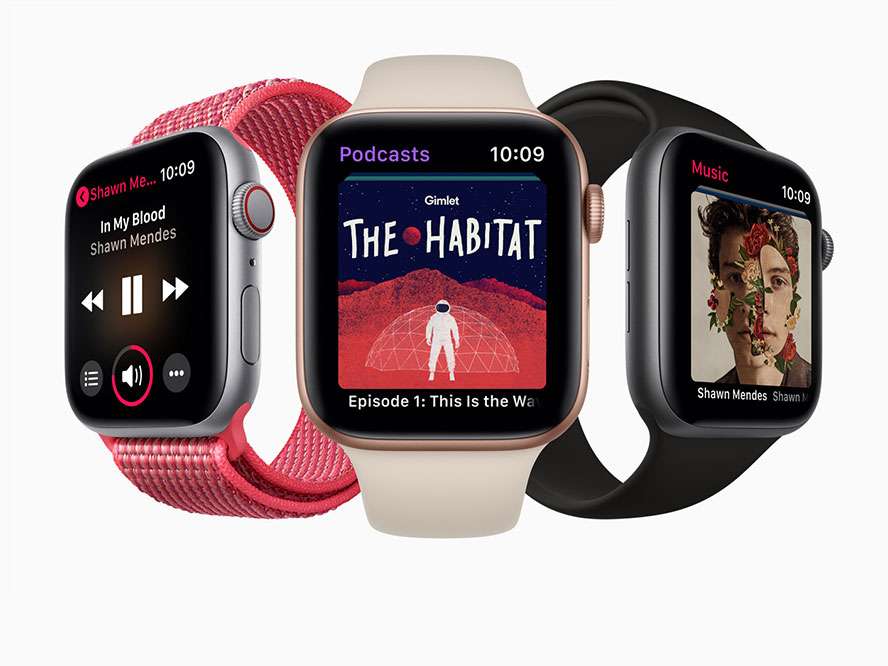 Shawn Me... 10:09
In My Blood
Shawn Mendes
Podcasts 10:09
Gimlet
THE HABITAT
Episode 1: This Is the Wa
Music
10:09
Shawn Mendes Shawn M